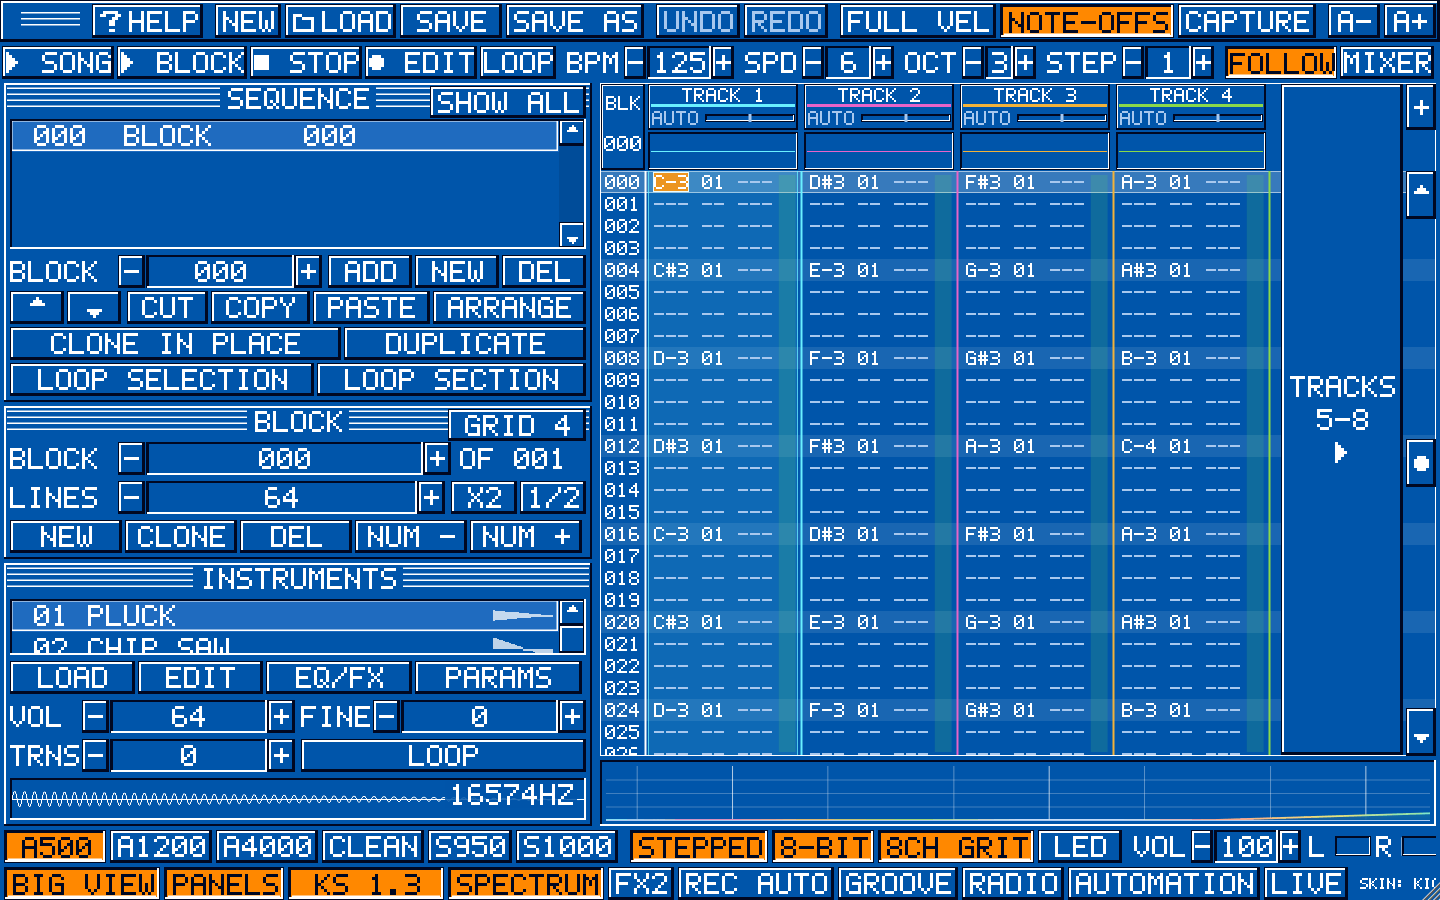 ?HELP NEW LOAD SAVE SAVE AS UNDO REDO FULL VEL NOTE-OFFS CAPTURE A- A+
SONG BLOCK STOP EDIT LOOP BPM - 125 + SPD - 6 + OCT - 3 + STEP - 1 + FOLLOW MIXER
SEQUENCE SHOW ALL
000 BLOCK 000
BLOCK - 000 + ADD NEW DEL
CUT COPY PASTE ARRANGE
CLONE IN PLACE DUPLICATE
LOOP SELECTION LOOP SECTION
BLOCK GRID 4
BLOCK - 000 + OF 001
LINES - 64 + X2 1/2
NEW CLONE DEL NUM - NUM +
INSTRUMENTS
01 PLUCK
02 CHIP SAW
LOAD EDIT EQ/FX PARAMS
VOL - 64 + FINE - 0 +
TRNS - 0 + LOOP
16574HZ
BLK TRACK 1 TRACK 2 TRACK 3 TRACK 4 +
AUTO AUTO AUTO AUTO
000
000 C-3 01 --- D#3 01 --- F#3 01 --- A-3 01 ---
001 --- -- --- --- -- --- --- -- --- --- -- ---
002 --- -- --- --- -- --- --- -- --- --- -- ---
003 --- -- --- --- -- --- --- -- --- --- -- ---
004 C#3 01 --- E-3 01 --- G-3 01 --- A#3 01 ---
005 --- -- --- --- -- --- --- -- --- --- -- ---
006 --- -- --- --- -- --- --- -- --- --- -- ---
007 --- -- --- --- -- --- --- -- --- --- -- ---
008 D-3 01 --- F-3 01 --- G#3 01 --- B-3 01 ---
009 --- -- --- --- -- --- --- -- --- --- -- ---
010 --- -- --- --- -- --- --- -- --- --- -- ---
011 --- -- --- --- -- --- --- -- --- --- -- ---
012 D#3 01 --- F#3 01 --- A-3 01 --- C-4 01 ---
013 --- -- --- --- -- --- --- -- --- --- -- ---
014 --- -- --- --- -- --- --- -- --- --- -- ---
015 --- -- --- --- -- --- --- -- --- --- -- ---
016 C-3 01 --- D#3 01 --- F#3 01 --- A-3 01 ---
017 --- -- --- --- -- --- --- -- --- --- -- ---
018 --- -- --- --- -- --- --- -- --- --- -- ---
019 --- -- --- --- -- --- --- -- --- --- -- ---
020 C#3 01 --- E-3 01 --- G-3 01 --- A#3 01 ---
021 --- -- --- --- -- --- --- -- --- --- -- ---
022 --- -- --- --- -- --- --- -- --- --- -- ---
023 --- -- --- --- -- --- --- -- --- --- -- ---
024 D-3 01 --- F-3 01 --- G#3 01 --- B-3 01 ---
025 --- -- --- --- -- --- --- -- --- --- -- ---
026
TRACKS
5-8
A500 A1200 A4000 CLEAN S950 S1000 STEPPED 8-BIT 8CH GRIT LED VOL - 100 + L R
BIG VIEW PANELS KS 1.3 SPECTRUM FX2 REC AUTO GROOVE RADIO AUTOMATION LIVE SKIN: